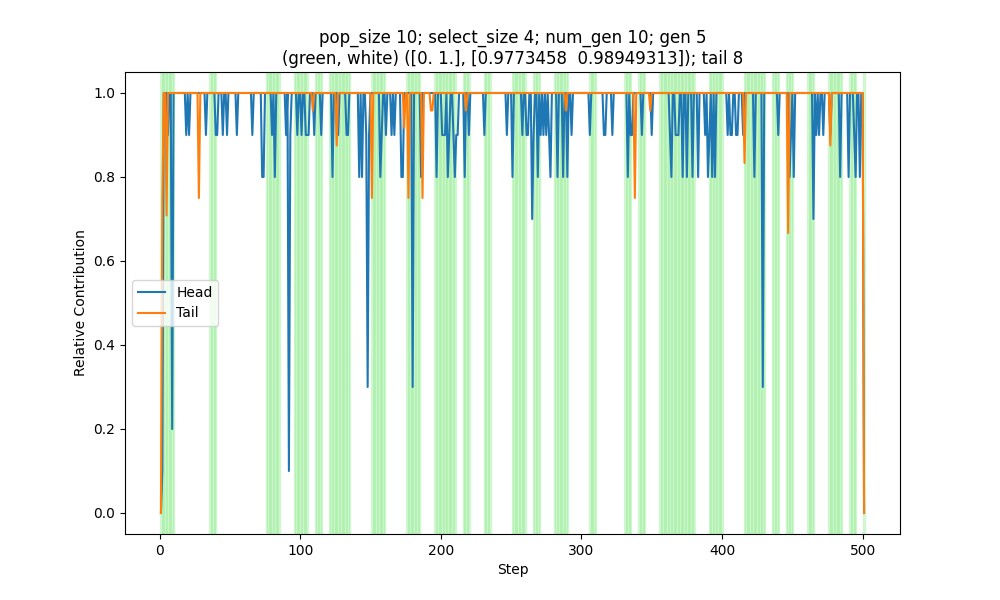 pop_size 10; select_size 4; num_gen 10; gen 5
(green, white) ([0. 1.], [0.9773458  0.98949313]); tail 8
1.0
0.8
0.6
0.4
0.2
0.0
Relative Contribution
Head
Tail
0 100 200 300 400 500
Step